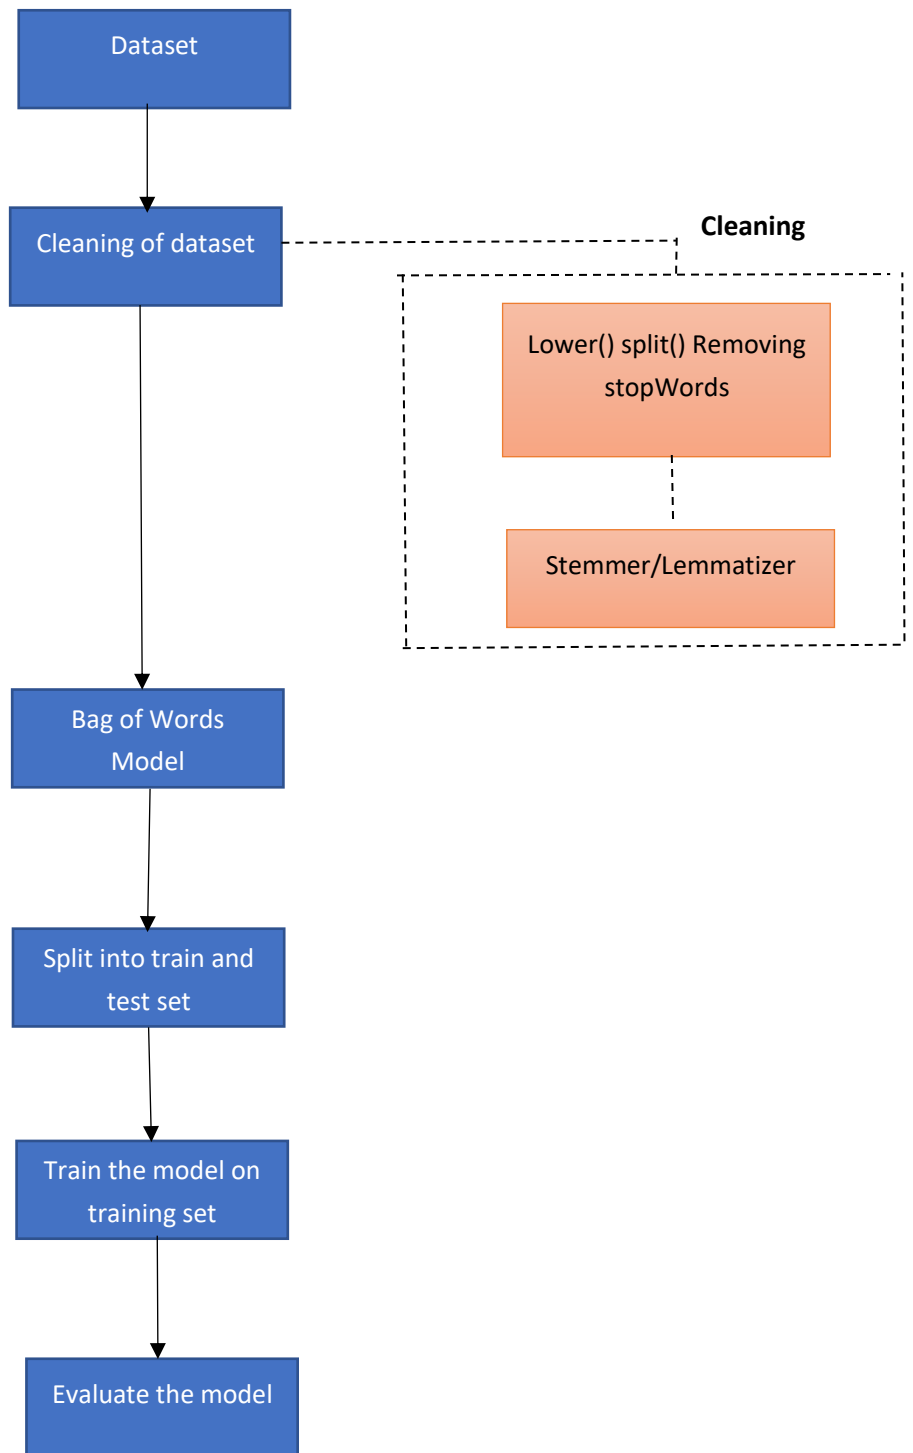 Dataset
Cleaning of dataset
Cleaning
Lower() split() Removing
stopWords
Stemmer/Lemmatizer
Bag of Words
Model
Split into train and
test set
Train the model on
training set
Evaluate the model